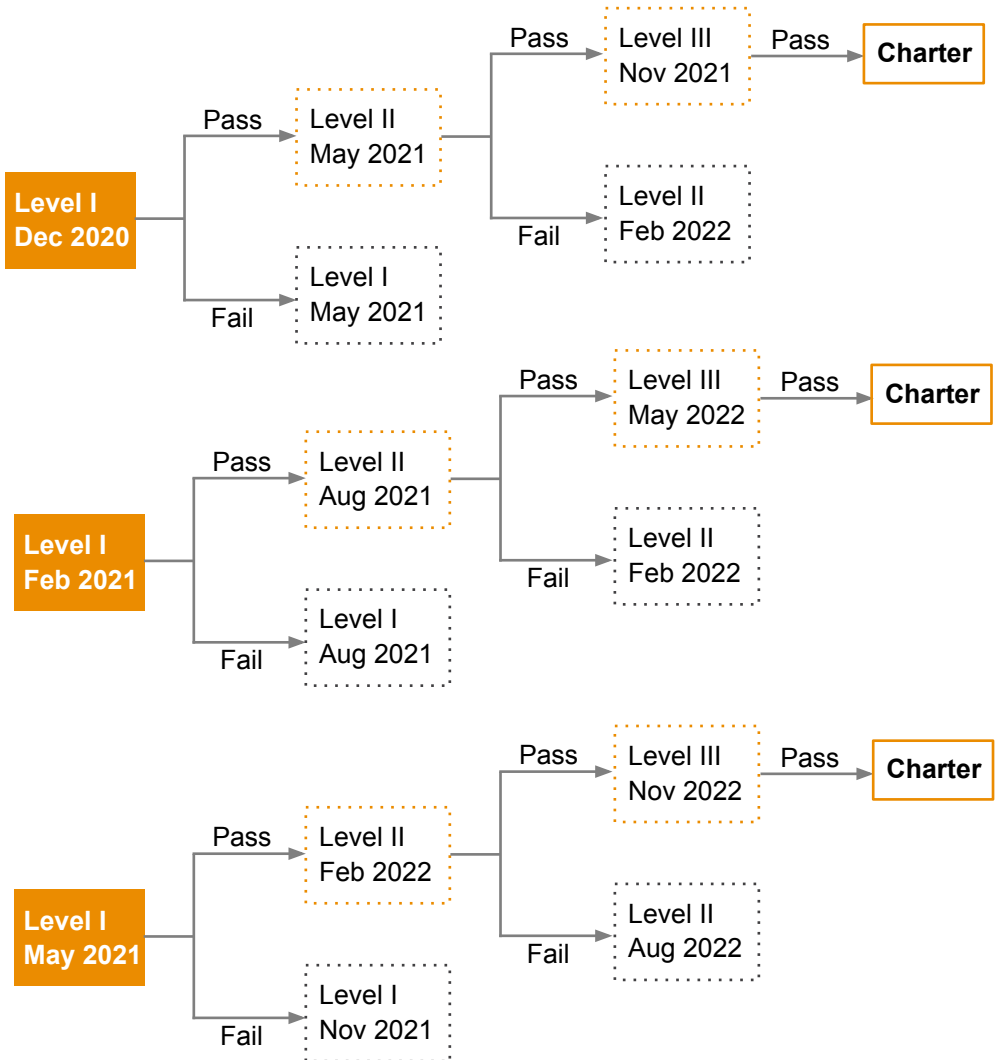 Pass
Level III
Nov 2021
Pass
Charter
Pass
Level II
May 2021
Level I
Dec 2020
Fail
Level II
Feb 2022
Fail
Level I
May 2021
Pass
Level III
May 2022
Pass
Charter
Pass
Level II
Aug 2021
Level I
Feb 2021
Fail
Level II
Feb 2022
Fail
Level I
Aug 2021
Pass
Level III
Nov 2022
Pass
Charter
Pass
Level II
Feb 2022
Level I
May 2021
Fail
Level II
Aug 2022
Fail
Level I
Nov 2021